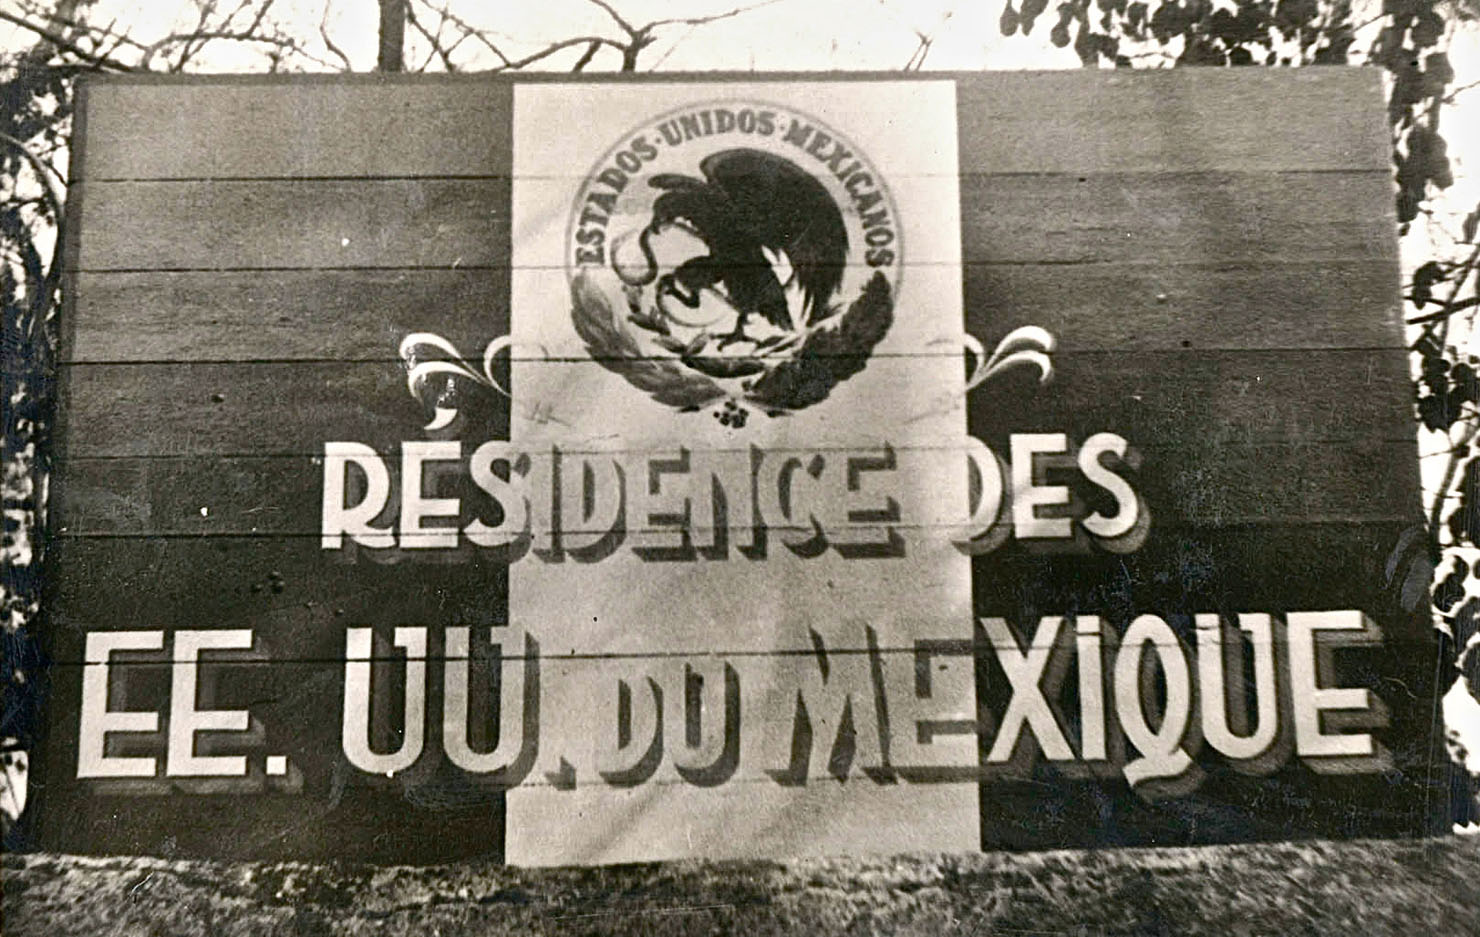 ESTADOS·UNIDOS·MEXICANOS
RÉSIDENCE DES
EE. UU. DU MEXIQUE